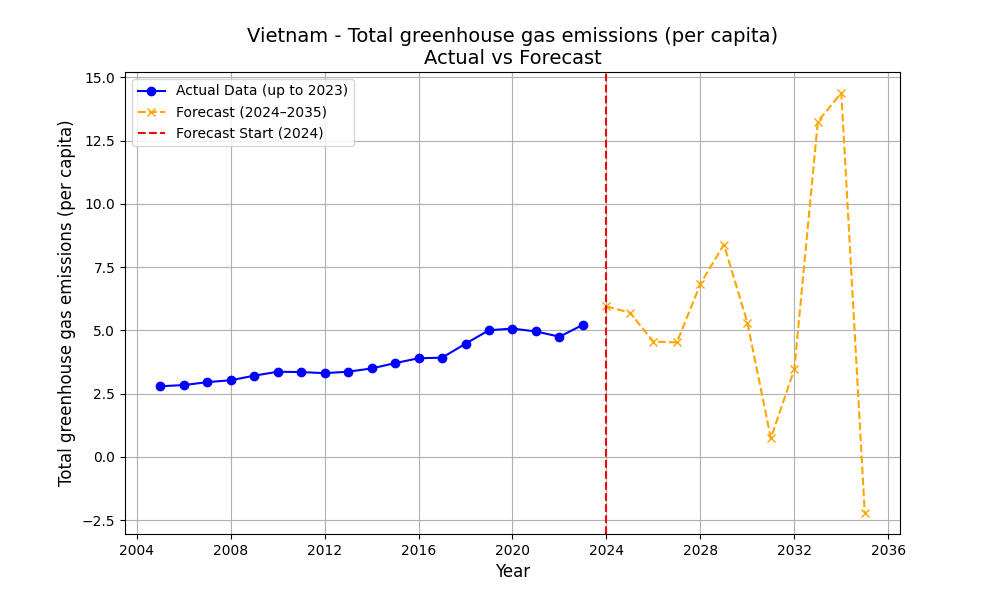 Vietnam - Total greenhouse gas emissions (per capita)
Actual vs Forecast
Actual Data (up to 2023)
Forecast (2024–2035)
Forecast Start (2024)
Total greenhouse gas emissions (per capita)
15.0
12.5
10.0
7.5
5.0
2.5
0.0
−2.5
2004 2008 2012 2016 2020 2024 2028 2032 2036
Year